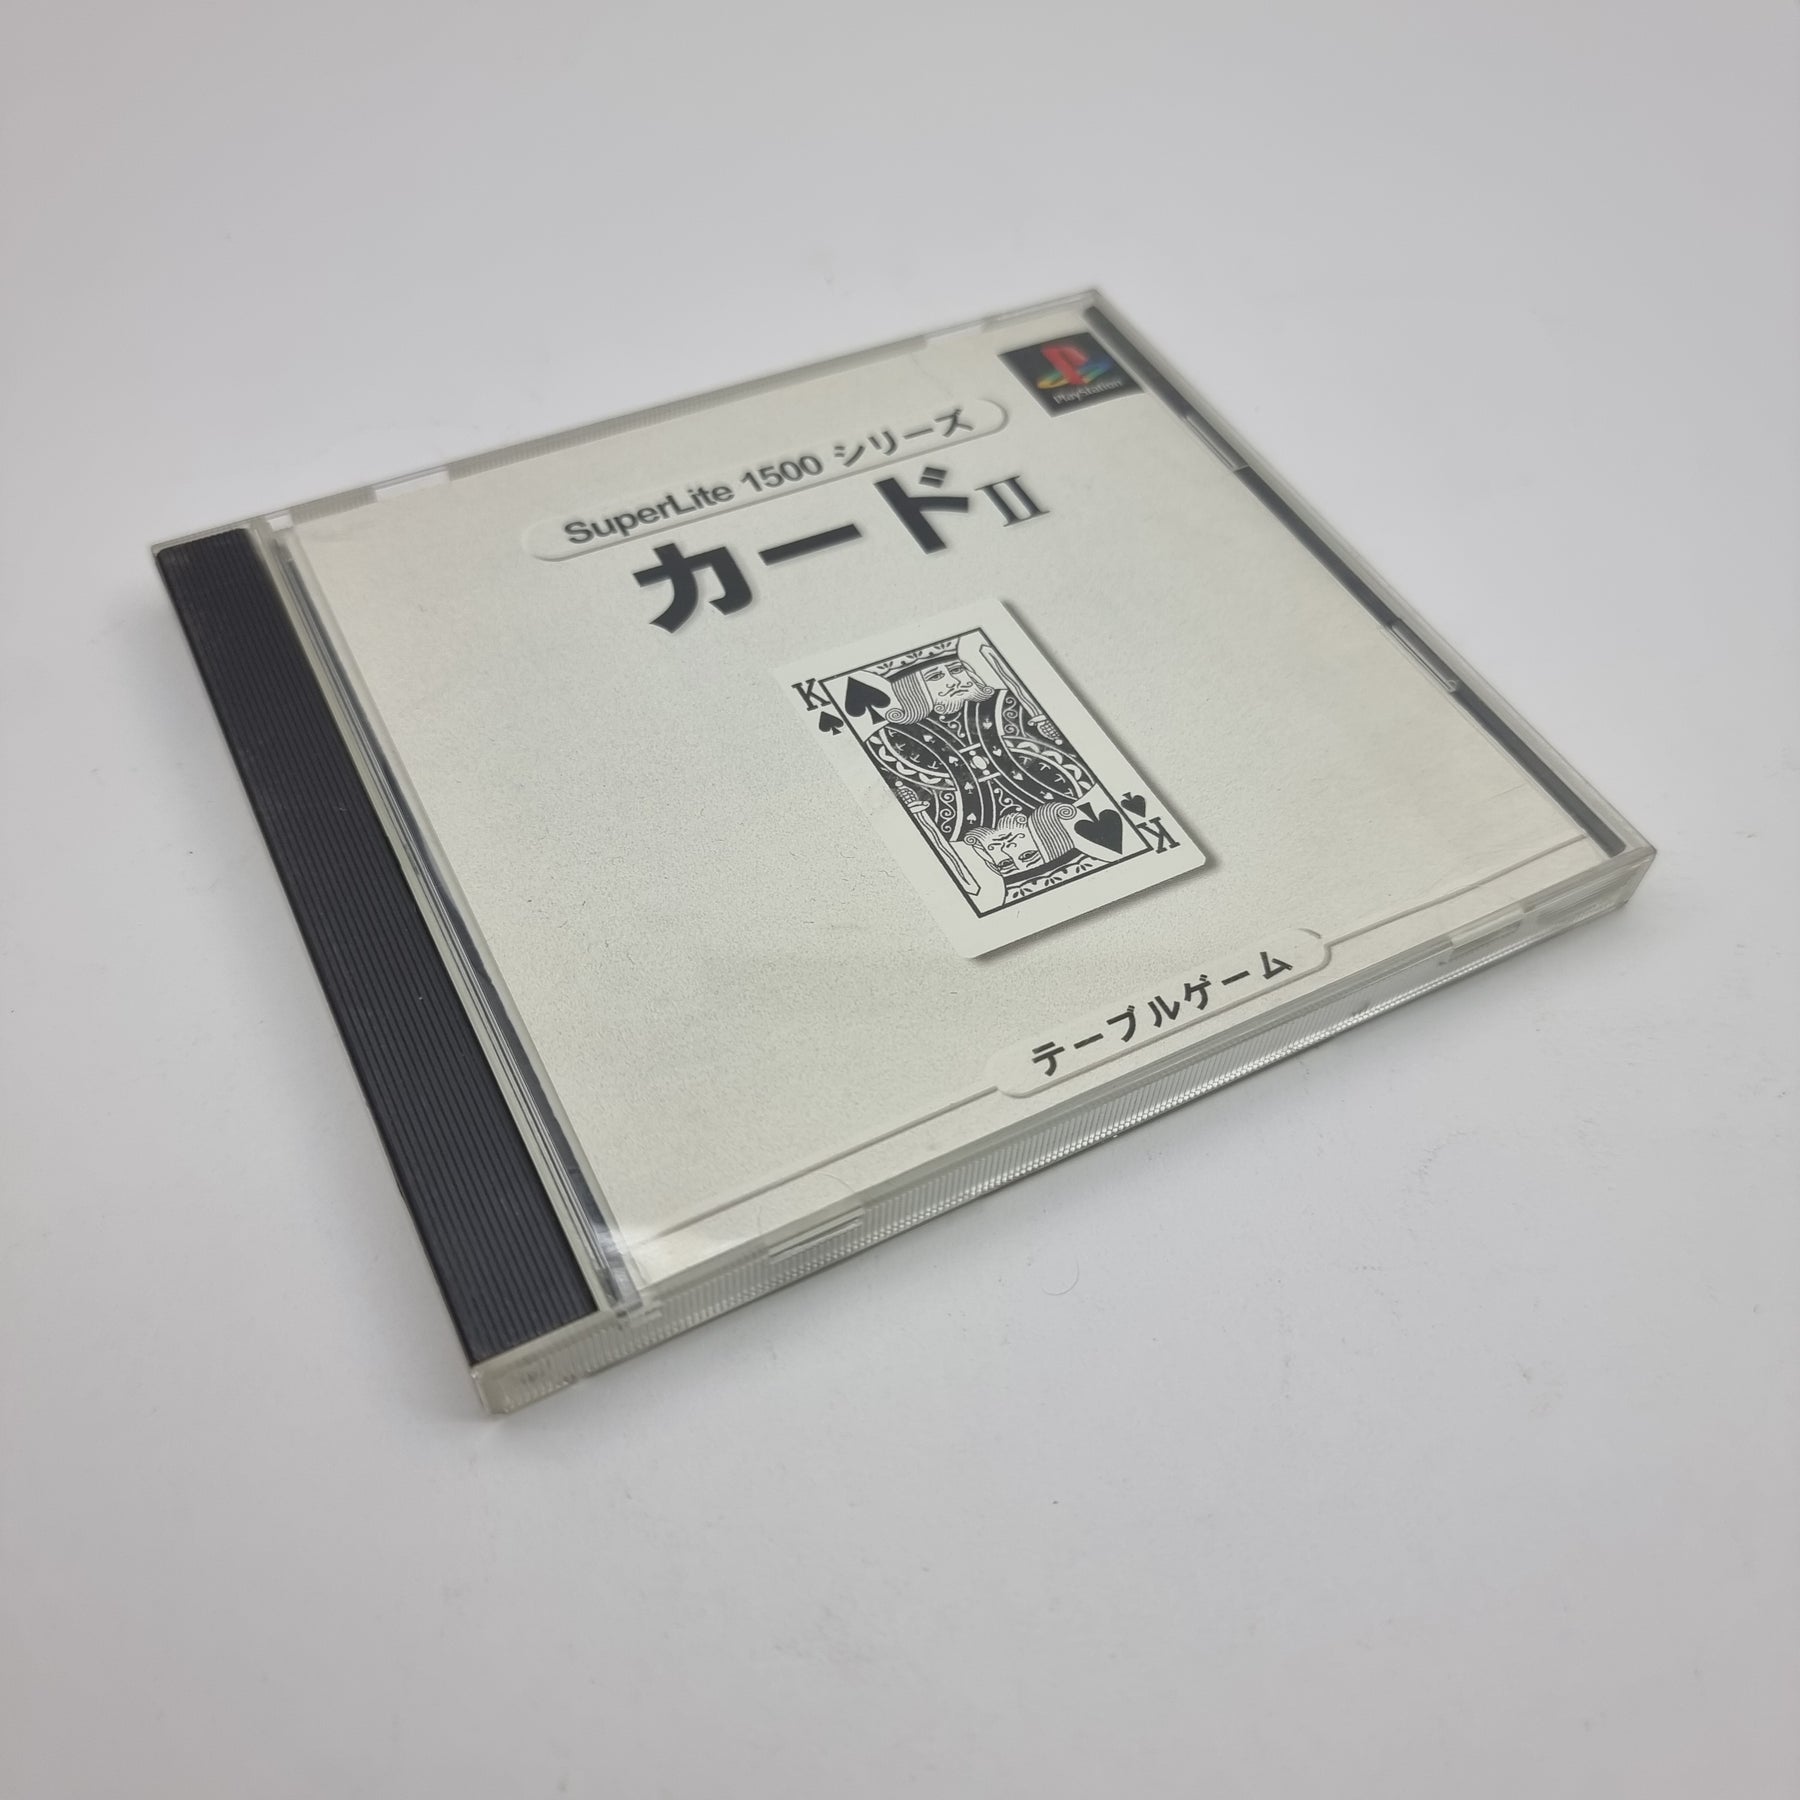 PlayStation
SuperLite 1500 シリーズ
カードII
K
K
テーブルゲーム